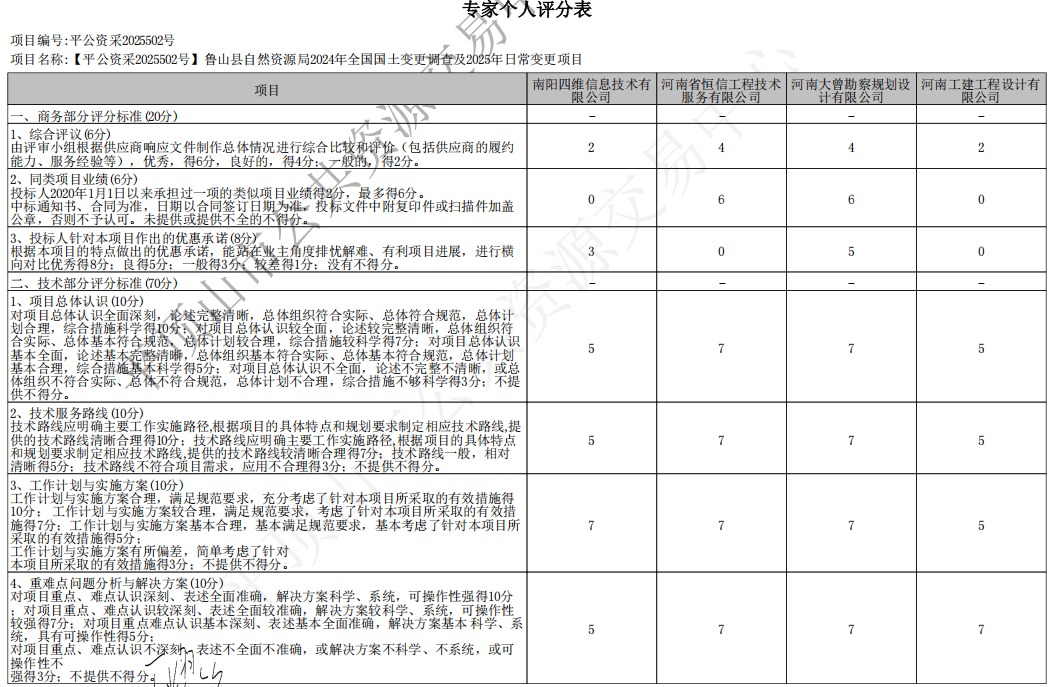 专家个人评分表
项目编号:平公资采2025502号
项目名称:【平公资采2025502号】鲁山县自然资源局2024年全国国土变更调查及2025年日常变更项目
项目
南阳四维信息技术有限公司
河南省恒信工程技术服务有限公司
河南大曾勘察规划设计有限公司
河南工建工程设计有限公司
一、商务部分评分标准(20分)
– – – –
1、综合评议(6分)
由评审小组根据供应商响应文件制作总体情况进行综合比较和评价（包括供应商的履约
能力、服务经验等），优秀，得6分，良好的，得4分；一般的，得2分。
2 4 4 2
2、同类项目业绩(6分)
投标人2020年1月1日以来承担过一项的类似项目业绩得2分，最多得6分。
中标通知书、合同为准，日期以合同签订日期为准，投标文件中附复印件或扫描件加盖
公章，否则不予认可。未提供或提供不全的不得分。
0 6 6 0
3、投标人针对本项目作出的优惠承诺(8分)
根据本项目的特点做出的优惠承诺，能站在业主角度排忧解难、有利项目进展，进行横
向对比优秀得8分；良得5分；一般得3分；较差得1分；没有不得分。
3 0 5 0
二、技术部分评分标准(70分)
– – – –
1、项目总体认识(10分)
对项目总体认识全面深刻，论述完整清晰，总体组织符合实际、总体符合规范，总体计
划合理，综合措施科学得10分；对项目总体认识较全面，论述较完整清晰，总体组织符
合实际、总体基本符合规范、总体计划较合理，综合措施较科学得7分；对项目总体认识
基本全面，论述基本完整清晰，总体组织基本符合实际、总体基本符合规范，总体计划
基本合理，综合措施基本科学得5分；对项目总体认识不全面，论述不完整不清晰，或总
体组织不符合实际、总体不符合规范，总体计划不合理，综合措施不够科学得3分；不提
供不得分。
5 7 7 5
2、技术服务路线(10分)
技术路线应明确主要工作实施路径,根据项目的具体特点和规划要求制定相应技术路线,提
供的技术路线清晰合理得10分；技术路线应明确主要工作实施路径,根据项目的具体特点
和规划要求制定相应技术路线,提供的技术路线较清晰合理得7分；技术路线一般，相对
清晰得5分；技术路线不符合项目需求，应用不合理得3分；不提供不得分。
5 7 7 5
3、工作计划与实施方案(10分)
工作计划与实施方案合理，满足规范要求，充分考虑了针对本项目所采取的有效措施得
10分；工作计划与实施方案较合理，满足规范要求，考虑了针对本项目所采取的有效措
施得7分；工作计划与实施方案基本合理，基本满足规范要求，基本考虑了针对本项目所
采取的有效措施得5分；
工作计划与实施方案有所偏差，简单考虑了针对
本项目所采取的有效措施得3分；不提供不得分。
7 7 7 5
4、重难点问题分析与解决方案(10分)
对项目重点、难点认识深刻、表述全面准确，解决方案科学、系统，可操作性强得10分
；对项目重点、难点认识较深刻、表述全面较准确，解决方案较科学、系统，可操作性
较强得7分；对项目重点难点认识基本深刻、表述基本全面准确，解决方案基本 科学、系
统，具有可操作性得5分；
对项目重点、难点认识不深刻、表述不全面不准确，或解决方案不科学、不系统，或可
操作性不
强得3分；不提供不得分。
5 7 7 7
平顶山市公共资源交易中心